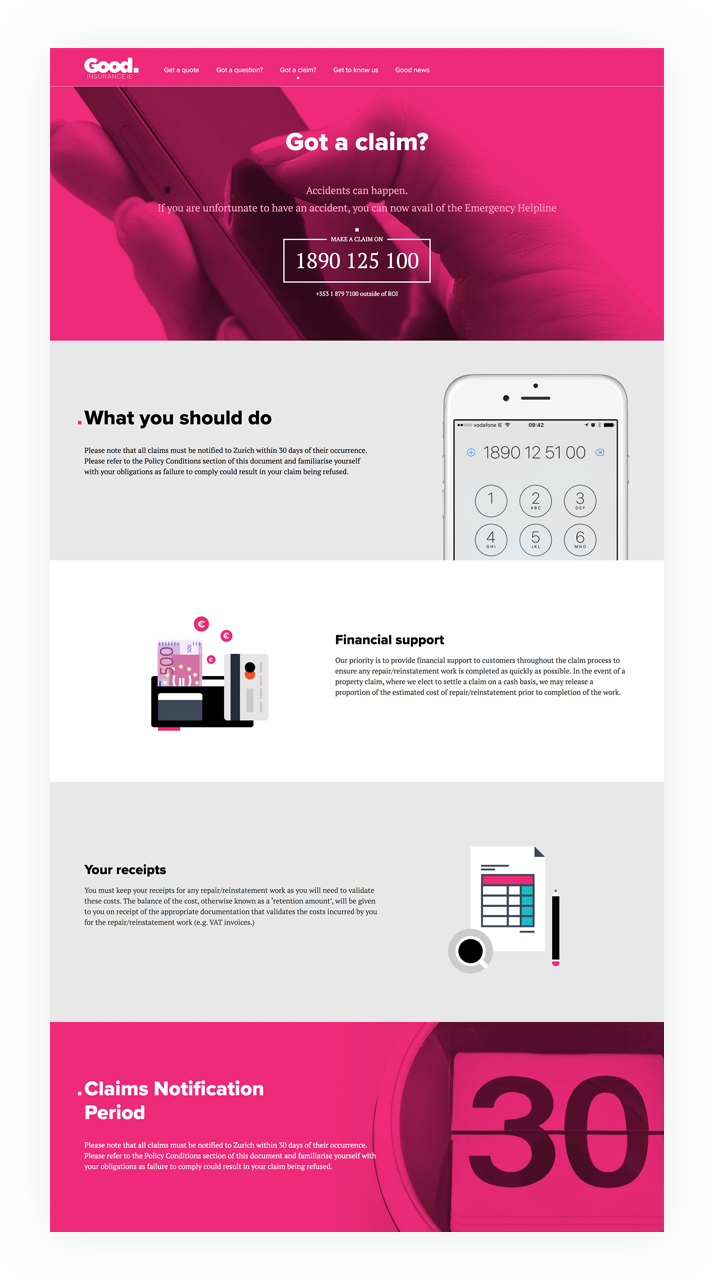 Good.
INSURANCE.IE
Get a quote
Got a question?
Got a claim?
Get to know us
Good news
Got a claim?
Accidents can happen.
If you are unfortunate to have an accident, you can now avail of the Emergency Helpline
MAKE A CLAIM ON
1890 125 100
+353 1 879 7100 outside of ROI
What you should do
Please note that all claims must be notified to Zurich within 30 days of their occurrence.
Please refer to the Policy Conditions section of this document and familiarise yourself
with your obligations as failure to comply could result in your claim being refused.
vodafone IE
09:42
1890 12 51 00
1
2
ABC
3
DEF
4
GHI
5
JKL
6
MNO
€
€
€
500
500
Financial support
Our priority is to provide financial support to customers throughout the claim process to
ensure any repair/reinstatement work is completed as quickly as possible. In the event of a
property claim, where we elect to settle a claim on a cash basis, we may release a
proportion of the estimated cost of repair/reinstatement prior to completion of the work.
Your receipts
You must keep your receipts for any repair/reinstatement work as you will need to validate
these costs. The balance of the cost, otherwise known as a 'retention amount', will be given
to you on receipt of the appropriate documentation that validates the costs incurred by you
for the repair/reinstatement work (e.g. VAT invoices.)
Claims Notification
Period
Please note that all claims must be notified to Zurich within 30 days of their occurrence.
Please refer to the Policy Conditions section of this document and familiarise yourself with
your obligations as failure to comply could result in your claim being refused.
30